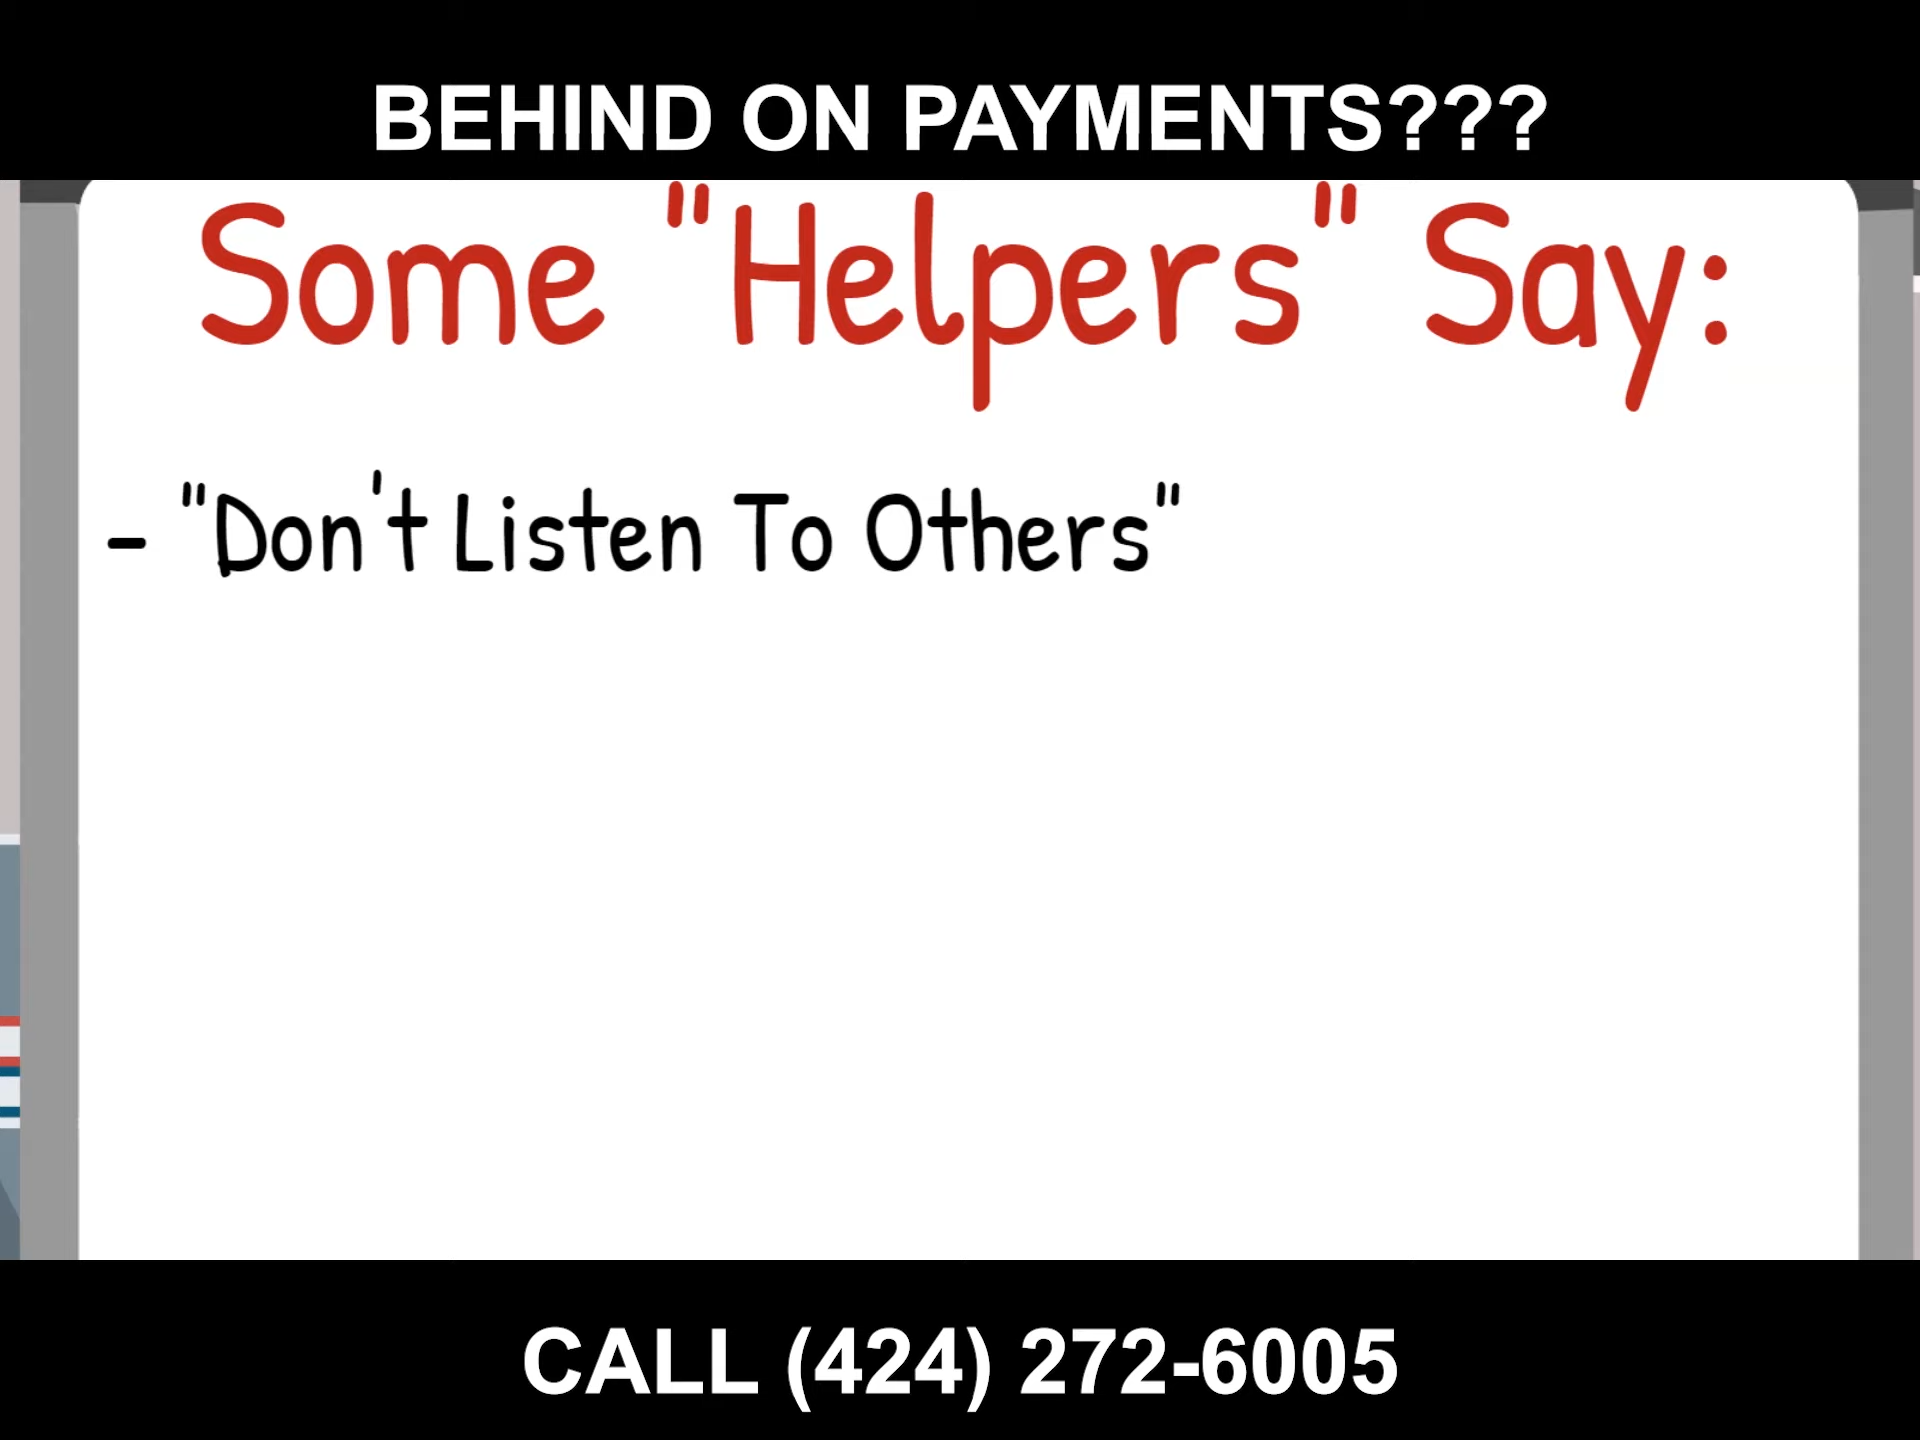 BEHIND ON PAYMENTS???
Some "Helpers" Say:
- "Don't Listen To Others"
CALL (424) 272-6005